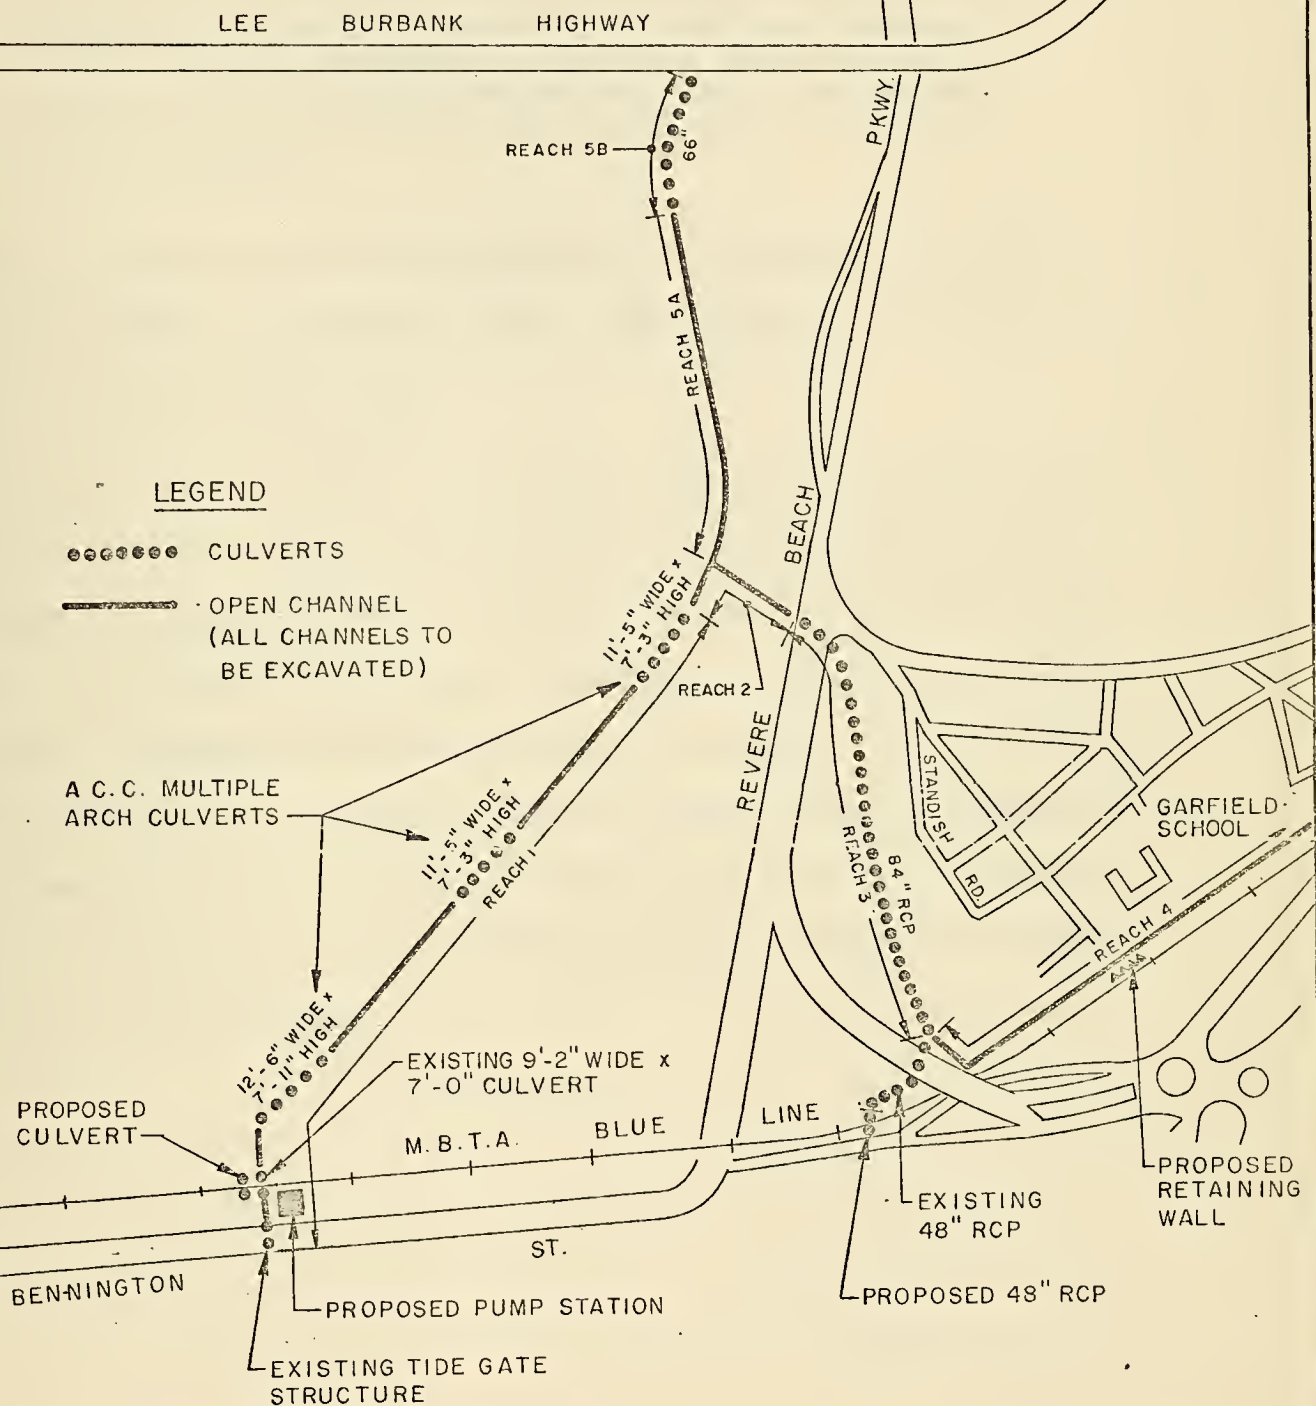 LEE BURBANK HIGHWAY
PKWY.
REACH 5B
66"
REACH 5A
LEGEND
CULVERTS
OPEN CHANNEL
(ALL CHANNELS TO
BE EXCAVATED)
BEACH
11'-5" WIDE x
7'-3" HIGH
REACH 2
REVERE
A C.C. MULTIPLE
ARCH CULVERTS
STANDISH
RD.
GARFIELD
SCHOOL
11'-5" WIDE x
7'-3" HIGH
REACH 1
REACH 3
84" RCP
REACH 4
12'-6" WIDE x
7'-11" HIGH
EXISTING 9'-2" WIDE x
7'-0" CULVERT
PROPOSED
CULVERT
M.B.T.A. BLUE LINE
PROPOSED
RETAINING
WALL
EXISTING
48" RCP
BENNINGTON ST.
PROPOSED PUMP STATION
PROPOSED 48" RCP
EXISTING TIDE GATE
STRUCTURE